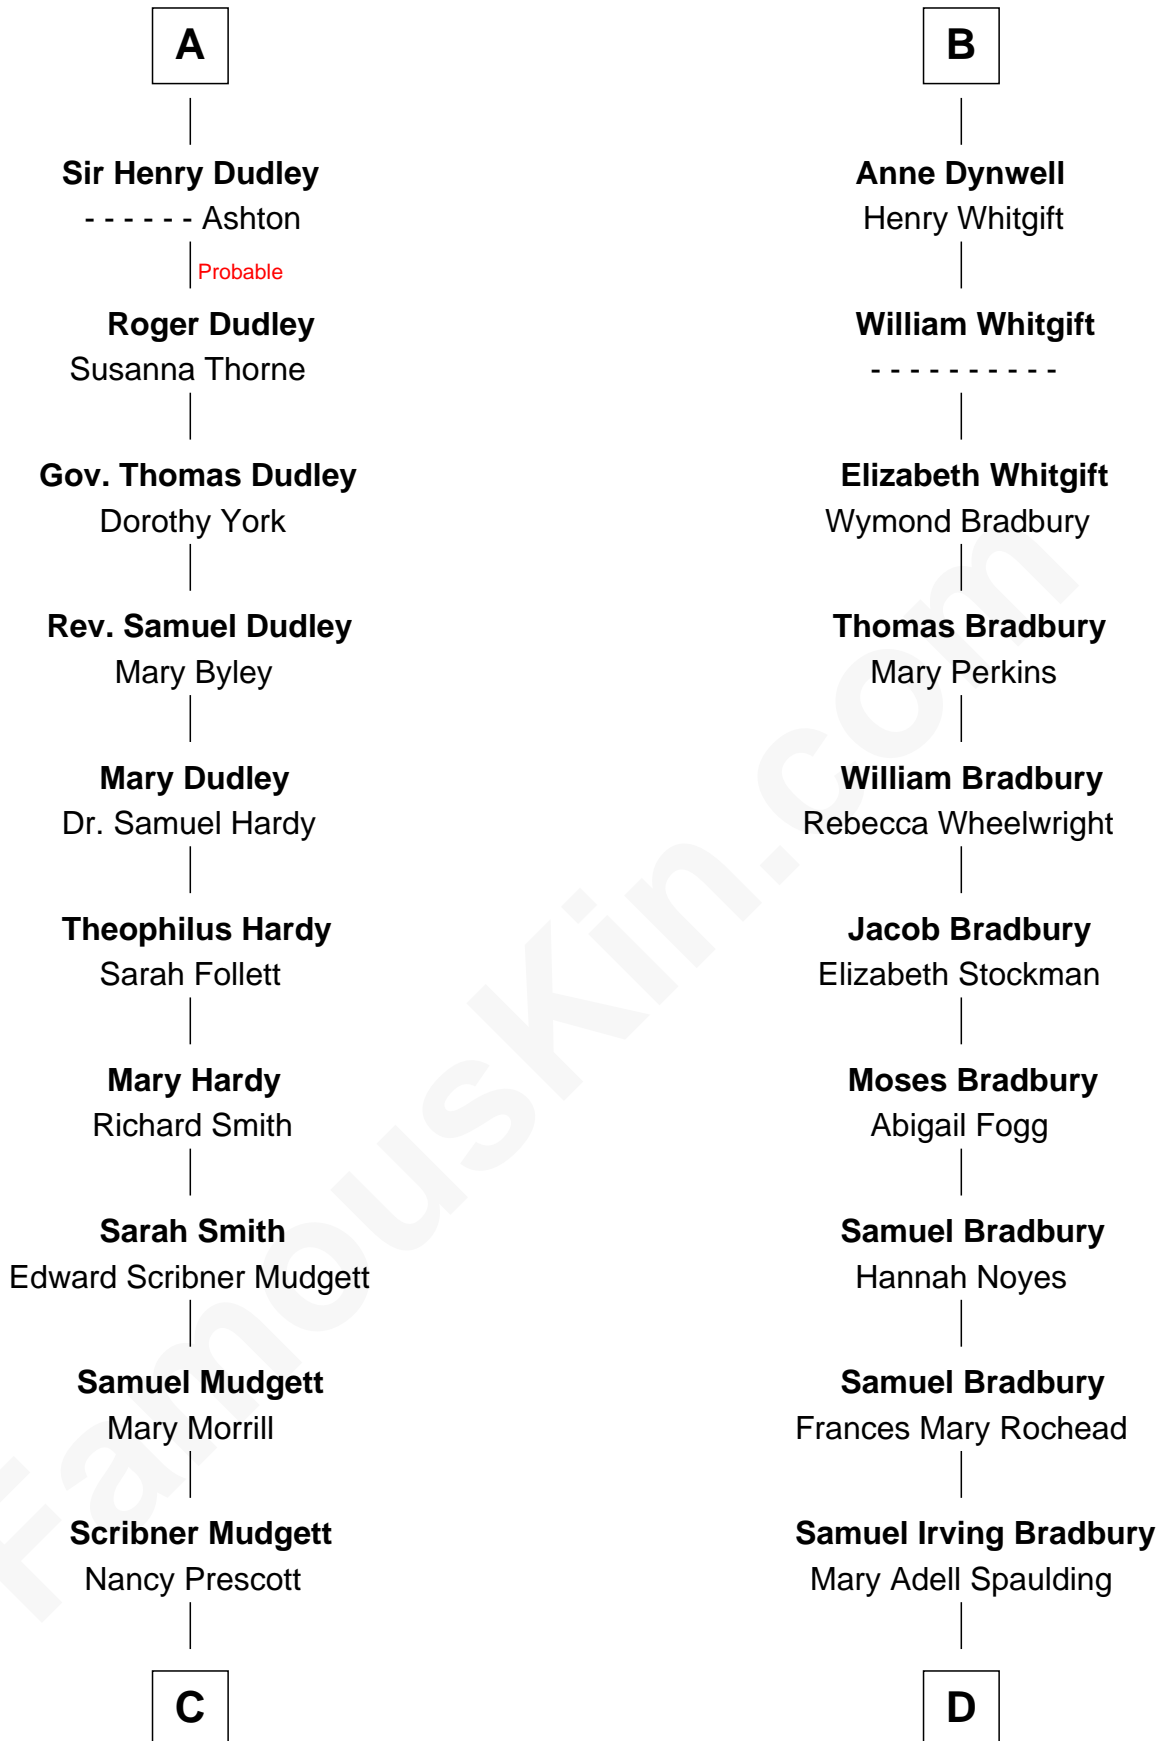 A
Sir Henry Dudley
- - - - - - Ashton
Probable
Roger Dudley
Susanna Thorne
Gov. Thomas Dudley
Dorothy York
Rev. Samuel Dudley
Mary Byley
Mary Dudley
Dr. Samuel Hardy
Theophilus Hardy
Sarah Follett
Mary Hardy
Richard Smith
Sarah Smith
Edward Scribner Mudgett
Samuel Mudgett
Mary Morrill
Scribner Mudgett
Nancy Prescott
C
B
Anne Dynwell
Henry Whitgift
William Whitgift
- - - - - - - - - -
Elizabeth Whitgift
Wymond Bradbury
Thomas Bradbury
Mary Perkins
William Bradbury
Rebecca Wheelwright
Jacob Bradbury
Elizabeth Stockman
Moses Bradbury
Abigail Fogg
Samuel Bradbury
Hannah Noyes
Samuel Bradbury
Frances Mary Rochead
Samuel Irving Bradbury
Mary Adell Spaulding
D
FamousKin.com